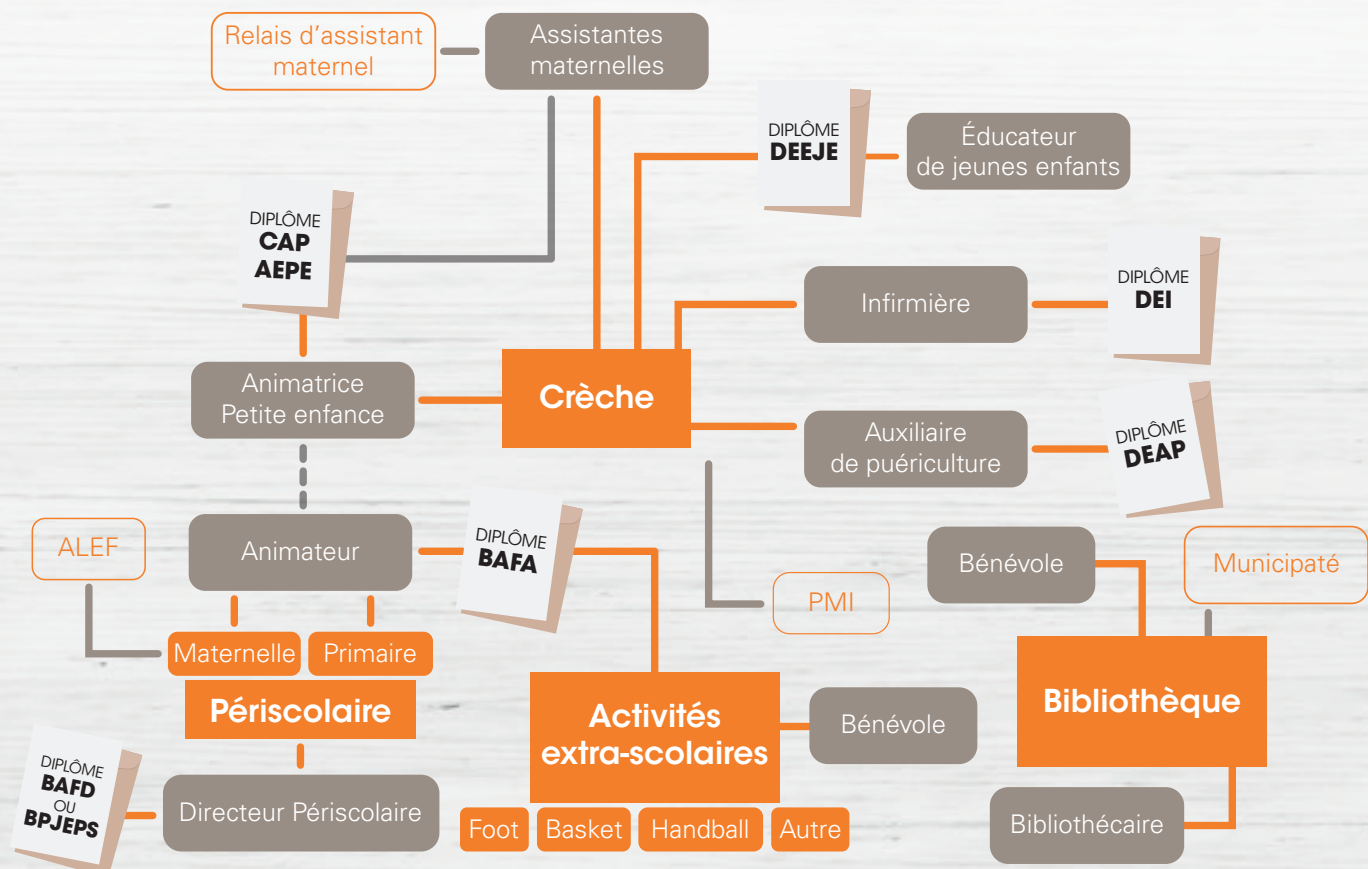 Relais d'assistant
maternel
Assistantes
maternelles
DIPLÔME
DEEJE
Éducateur
de jeunes enfants
DIPLÔME
CAP
AEPE
Infirmière
DIPLÔME
DEI
Animatrice
Petite enfance
Crèche
Auxiliaire
de puériculture
DIPLÔME
DEAP
ALEF
Animateur
DIPLÔME
BAFA
PMI
Bénévole
Municipaté
Maternelle
Primaire
Périscolaire
Activités
extra-scolaires
Bénévole
Bibliothèque
DIPLÔME
BAFD
OU
BPJEPS
Directeur Périscolaire
Foot
Basket
Handball
Autre
Bibliothécaire